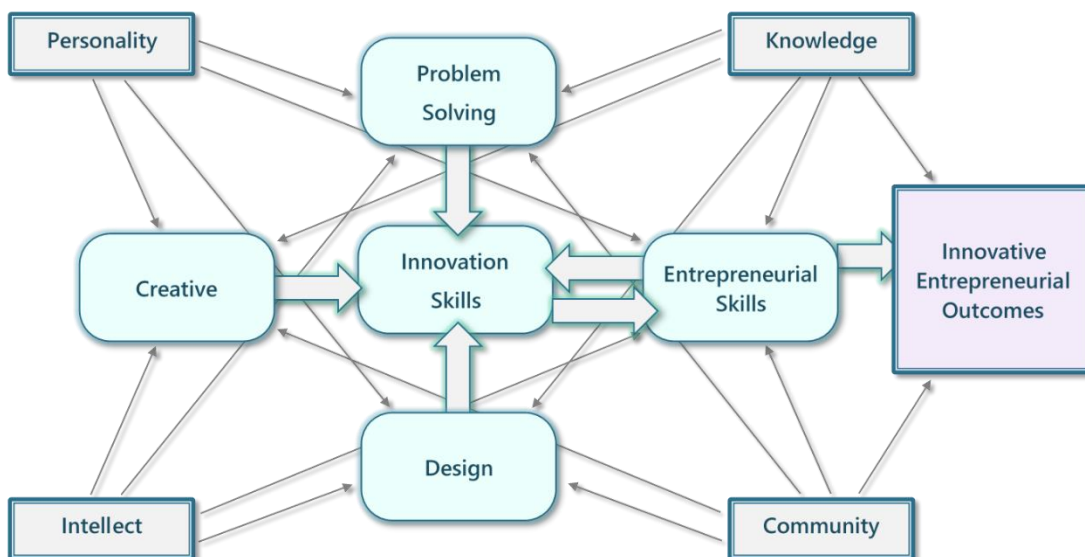 Personality
Knowledge
Problem
Solving
Creative
Innovation
Skills
Entrepreneurial
Skills
Innovative
Entrepreneurial
Outcomes
Design
Intellect
Community